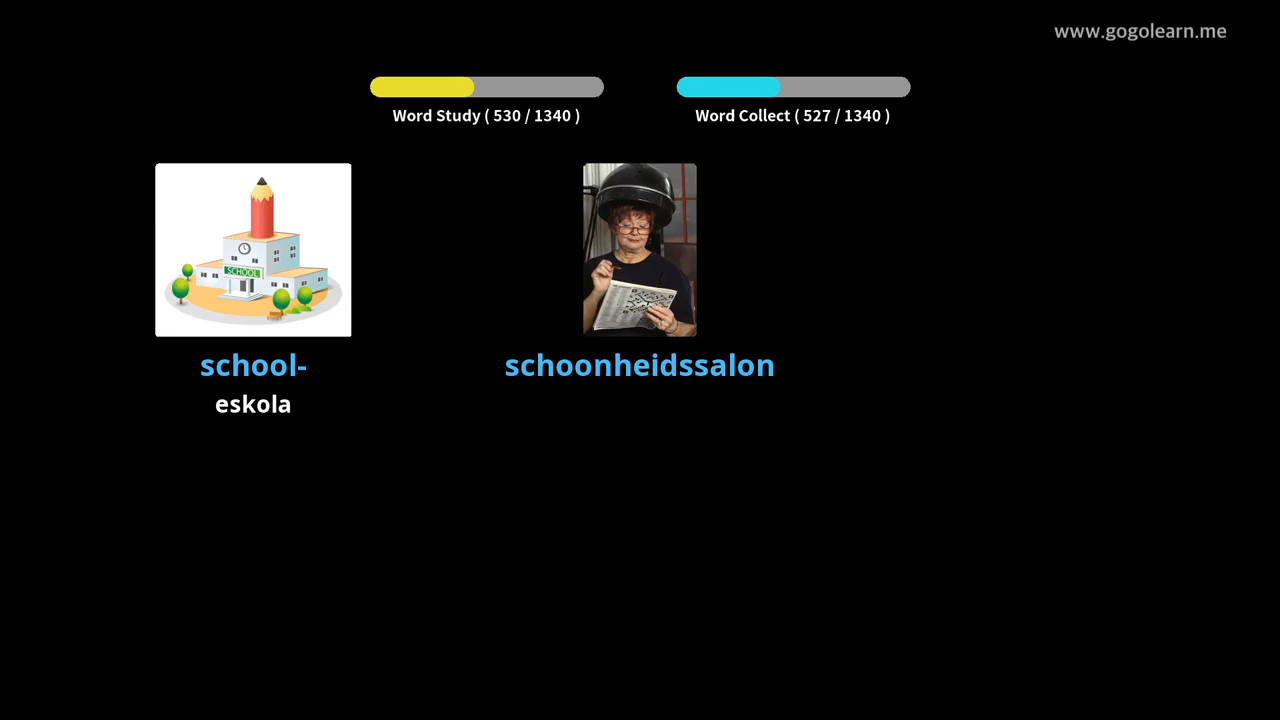 www.gogolearn.me
Word Study ( 530 / 1340 )
Word Collect ( 527 / 1340 )
SCHOOL
school-
schoonheidssalon
eskola